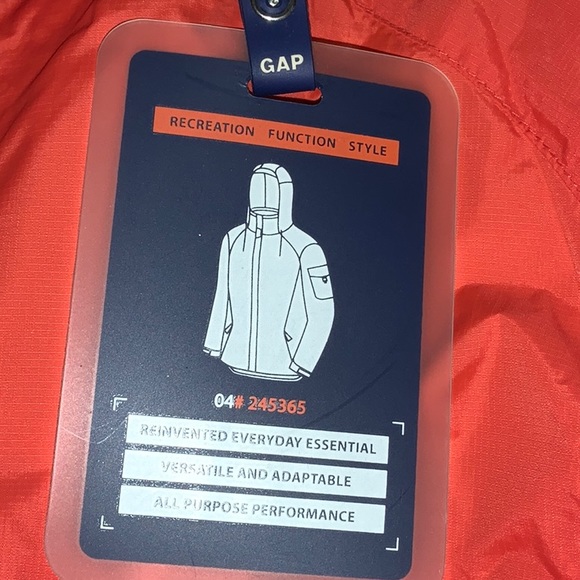 GAP
RECREATION FUNCTION STYLE
04# 245365
REINVENTED EVERYDAY ESSENTIAL
VERSATILE AND ADAPTABLE
ALL PURPOSE PERFORMANCE